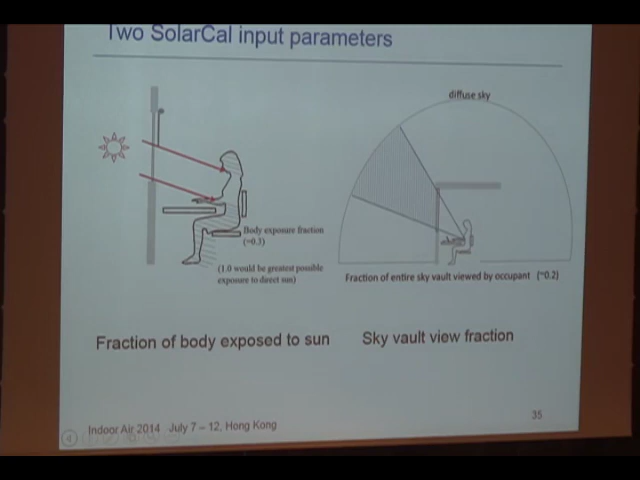 Two SolarCal input parameters
diffuse sky
Body exposure fraction
(≈0.3)
(1.0 would be greatest possible
exposure to direct sun)
Fraction of entire sky vault viewed by occupant (~0.2)
Fraction of body exposed to sun
Sky vault view fraction
35
Indoor Air 2014 July 7 – 12, Hong Kong